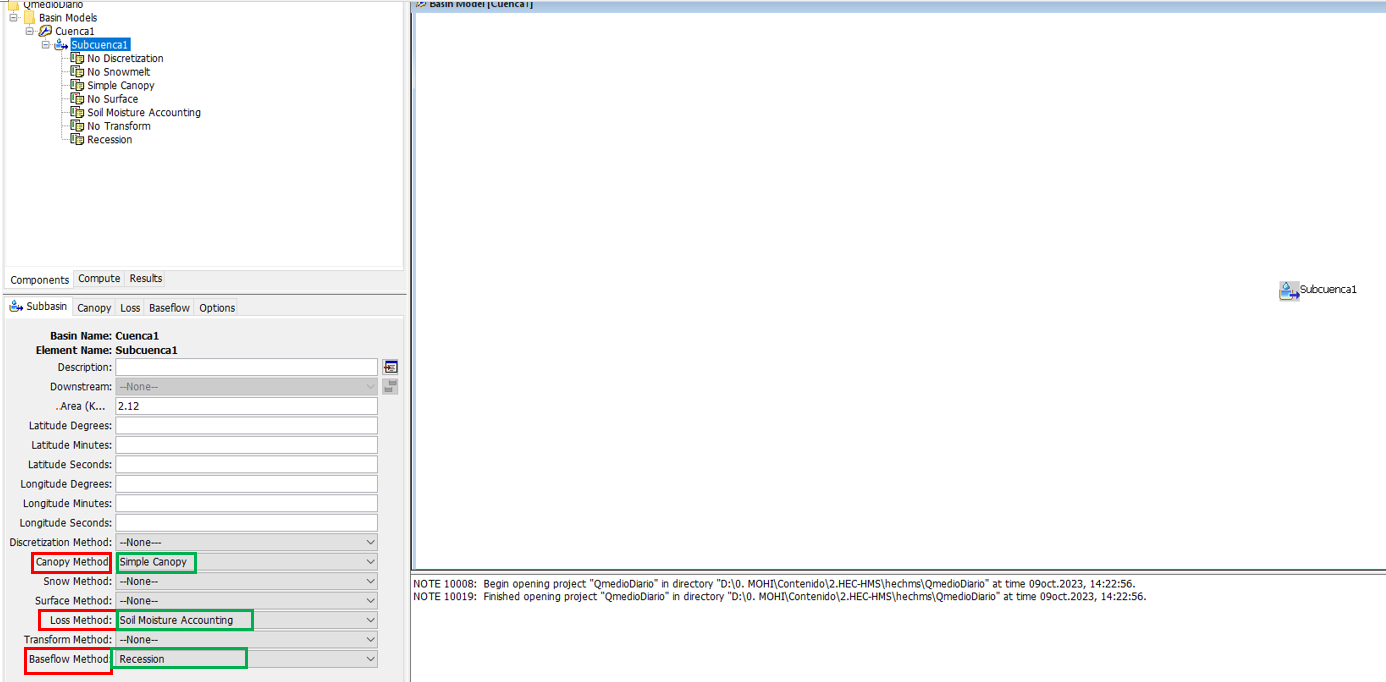 QmedioDiario
Basin Models
Cuenca1
Subcuenca1
No Discretization
No Snowmelt
Simple Canopy
No Surface
Soil Moisture Accounting
No Transform
Recession
Components Compute Results
Subbasin Canopy Loss Baseflow Options
Basin Name: Cuenca1
Element Name: Subcuenca1
Description:
Downstream: --None--
.Area (K... 2.12
Latitude Degrees:
Latitude Minutes:
Latitude Seconds:
Longitude Degrees:
Longitude Minutes:
Longitude Seconds:
Discretization Method: --None---
Canopy Method Simple Canopy
Snow Method: --None--
Surface Method: --None--
Loss Method: Soil Moisture Accounting
Transform Method: --None--
Baseflow Method: Recession
Basin Model [Cuenca1]
Subcuenca1
NOTE 10008: Begin opening project "QmedioDiario" in directory "D:\0. MOHI\Contenido\2.HEC-HMS\hechms\QmedioDiario" at time 09oct.2023, 14:22:56.
NOTE 10019: Finished opening project "QmedioDiario" in directory "D:\0. MOHI\Contenido\2.HEC-HMS\hechms\QmedioDiario" at time 09oct.2023, 14:22:56.